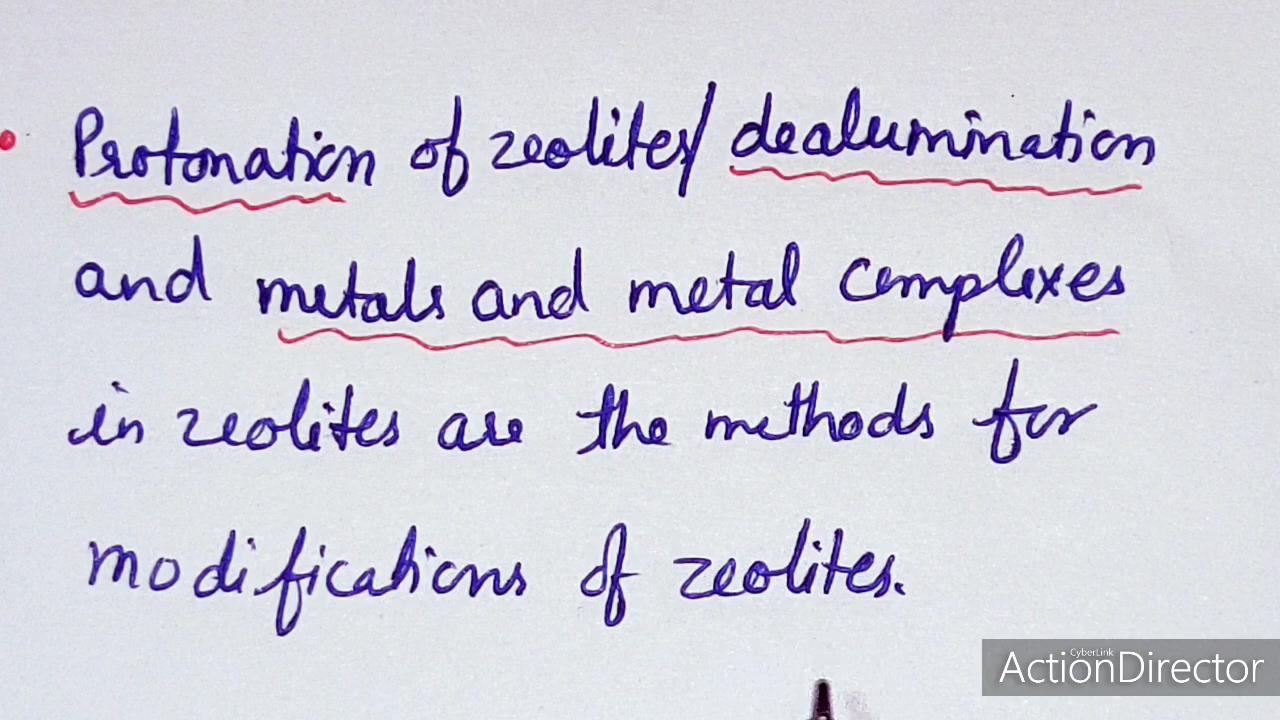 Protonation of zeolites/ dealumination
and metals and metal complexes
in zeolites are the methods for
modifications of zeolites.
CyberLink
ActionDirector